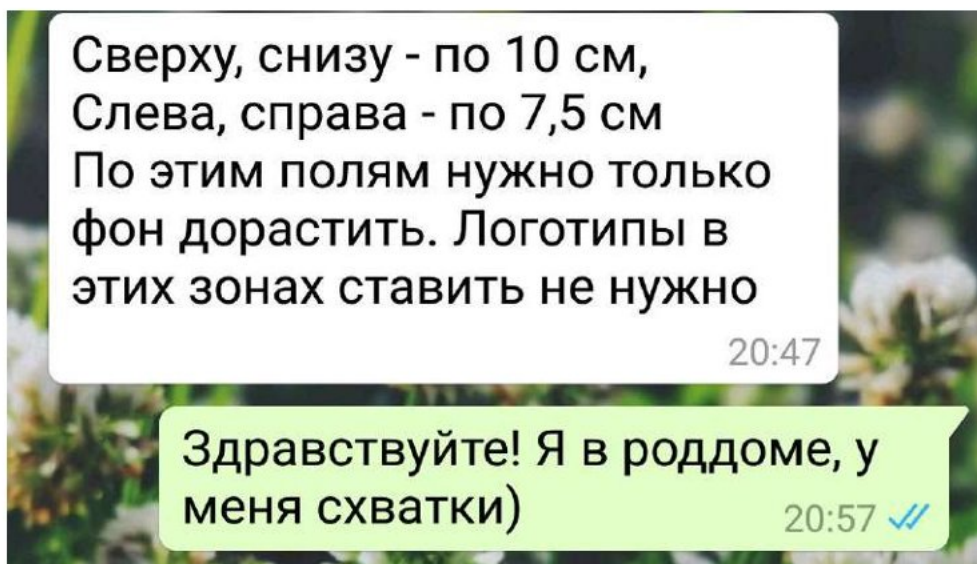 Сверху, снизу - по 10 см,
Слева, справа - по 7,5 см
По этим полям нужно только
фон дорастить. Логотипы в
этих зонах ставить не нужно
20:47
Здравствуйте! Я в роддоме, у
меня схватки)
20:57